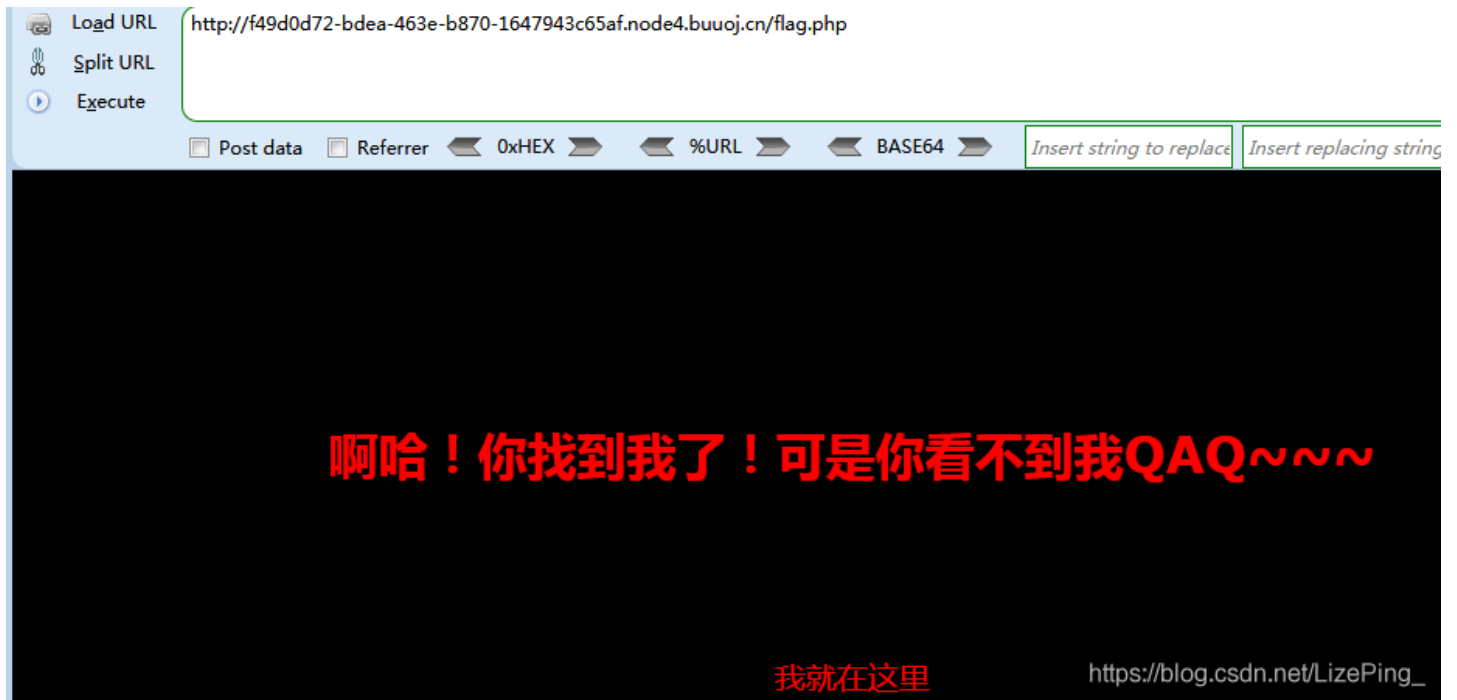 Load URL
http://f49d0d72-bdea-463e-b870-1647943c65af.node4.buuoj.cn/flag.php
Split URL
Execute
Post data Referrer 0xHEX %URL BASE64 Insert string to replace Insert replacing string
啊哈！你找到我了！可是你看不到我QAQ~~~
我就在这里
https://blog.csdn.net/LizePing_